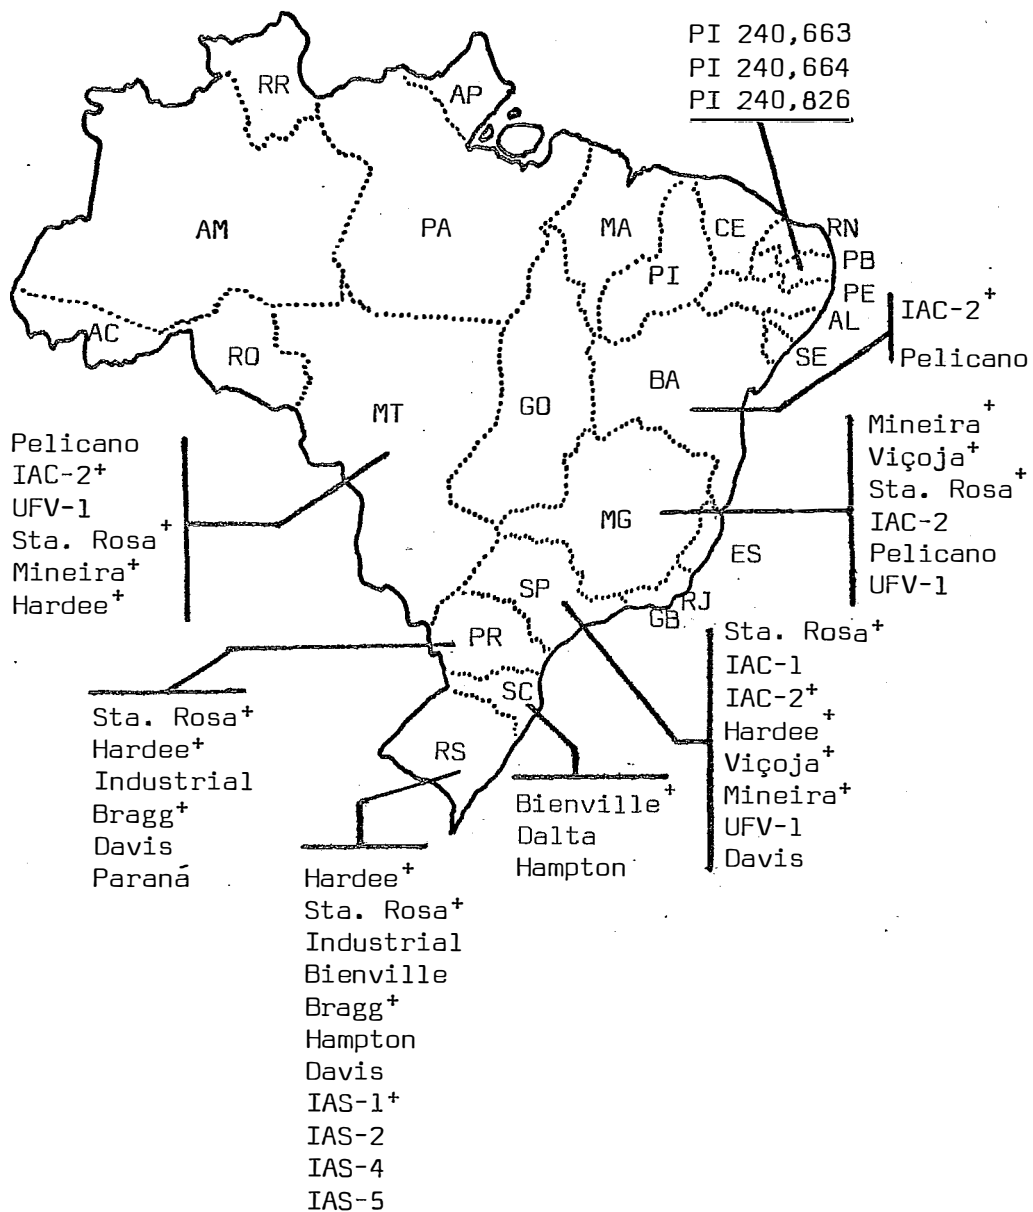 PI 240,663
PI 240,664
PI 240,826
RR
AP
AM
PA
MA
CE
RN
PB
PI
PE
AL
AC
RO
SE
BA
MT
GO
MG
ES
SP
RJ
GB
PR
SC
RS
IAC-2+
Pelicano
Mineira+
Viçoja+
Sta. Rosa+
IAC-2
Pelicano
UFV-1
Pelicano
IAC-2+
UFV-1
Sta. Rosa+
Mineira+
Hardee+
Sta. Rosa+
IAC-1
IAC-2+
Hardee+
Viçoja+
Mineira+
UFV-1
Davis
Sta. Rosa+
Hardee+
Industrial
Bragg+
Davis
Paraná
Bienville+
Dalta
Hampton
Hardee+
Sta. Rosa+
Industrial
Bienville
Bragg+
Hampton
Davis
IAS-1+
IAS-2
IAS-4
IAS-5